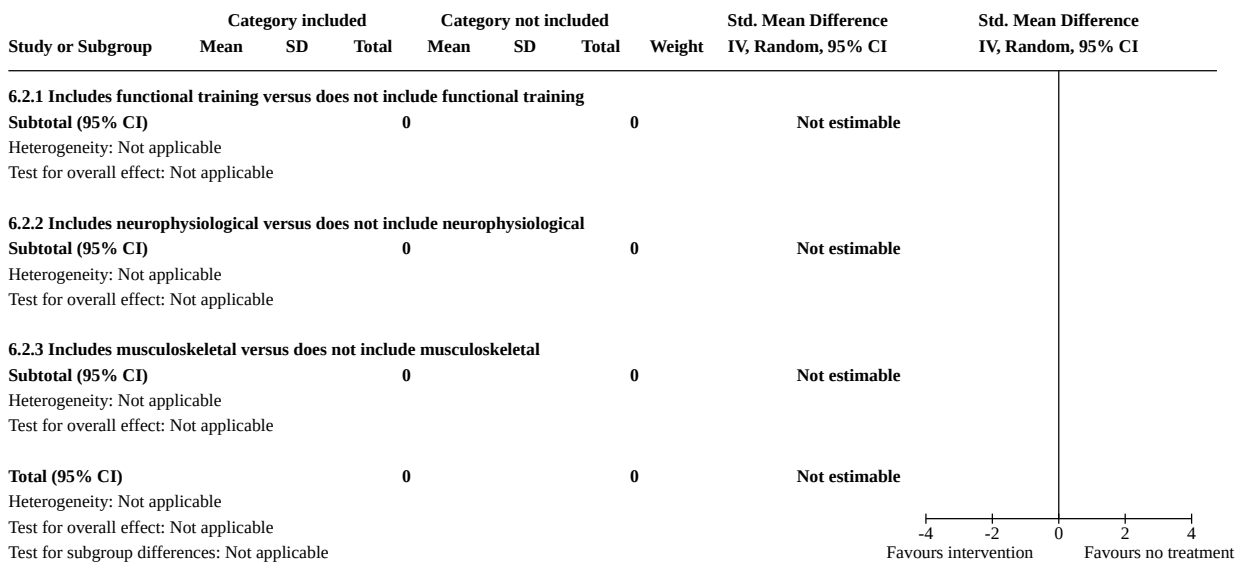 Category included Category not included Std. Mean Difference Std. Mean Difference
Study or Subgroup Mean SD Total Mean SD Total Weight IV, Random, 95% CI IV, Random, 95% CI
6.2.1 Includes functional training versus does not include functional training
Subtotal (95% CI) 0 0 Not estimable
Heterogeneity: Not applicable
Test for overall effect: Not applicable
6.2.2 Includes neurophysiological versus does not include neurophysiological
Subtotal (95% CI) 0 0 Not estimable
Heterogeneity: Not applicable
Test for overall effect: Not applicable
6.2.3 Includes musculoskeletal versus does not include musculoskeletal
Subtotal (95% CI) 0 0 Not estimable
Heterogeneity: Not applicable
Test for overall effect: Not applicable
Total (95% CI) 0 0 Not estimable
Heterogeneity: Not applicable
Test for overall effect: Not applicable -4 -2 0 2 4
Test for subgroup differences: Not applicable Favours intervention Favours no treatment